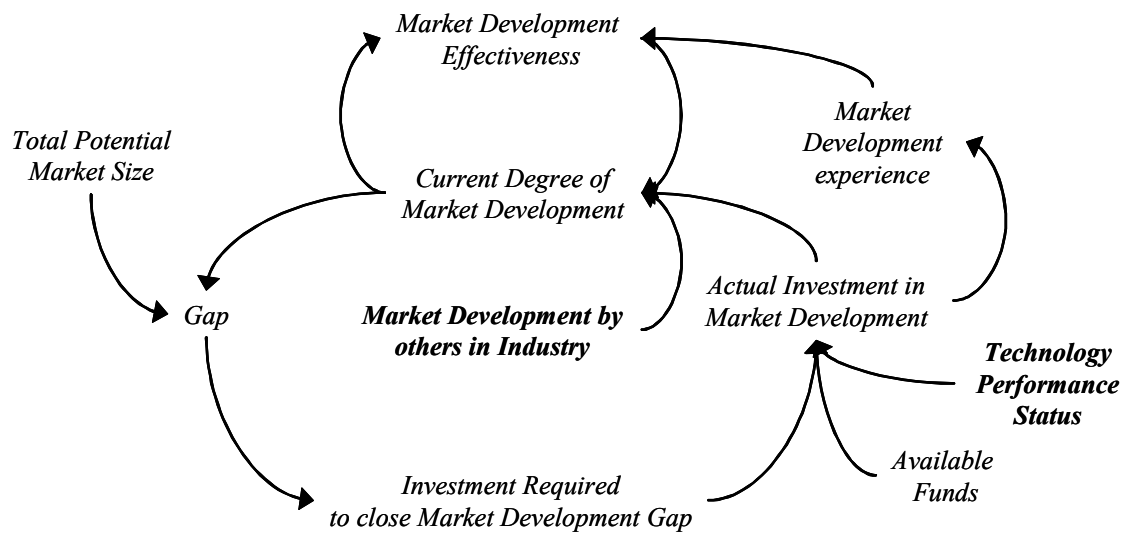 Market Development
Effectiveness
Market
Development
experience
Total Potential
Market Size
Current Degree of
Market Development
Gap
Market Development by
others in Industry
Actual Investment in
Market Development
Technology
Performance
Status
Available
Funds
Investment Required
to close Market Development Gap